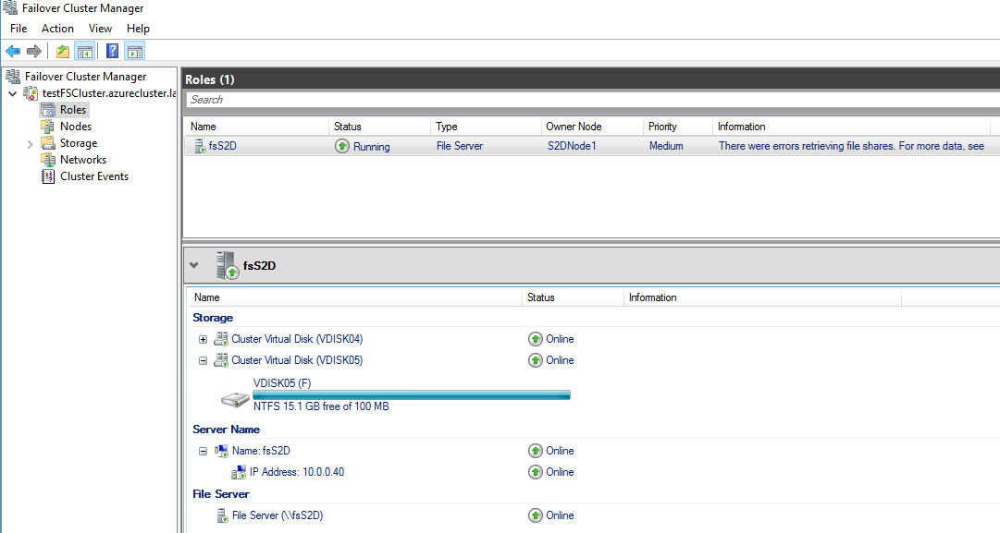 Failover Cluster Manager
File Action View Help
Failover Cluster Manager
testFSCluster.azurecluster.la
Roles
Nodes
Storage
Networks
Cluster Events
Roles (1)
Search
Name Status Type Owner Node Priority Information
fsS2D Running File Server S2DNode1 Medium There were errors retrieving file shares. For more data, see
fsS2D
Name Status Information
Storage
Cluster Virtual Disk (VDISK04) Online
Cluster Virtual Disk (VDISK05) Online
VDISK05 (F)
NTFS 15.1 GB free of 100 MB
Server Name
Name: fsS2D Online
IP Address: 10.0.0.40 Online
File Server
File Server (\\fsS2D) Online